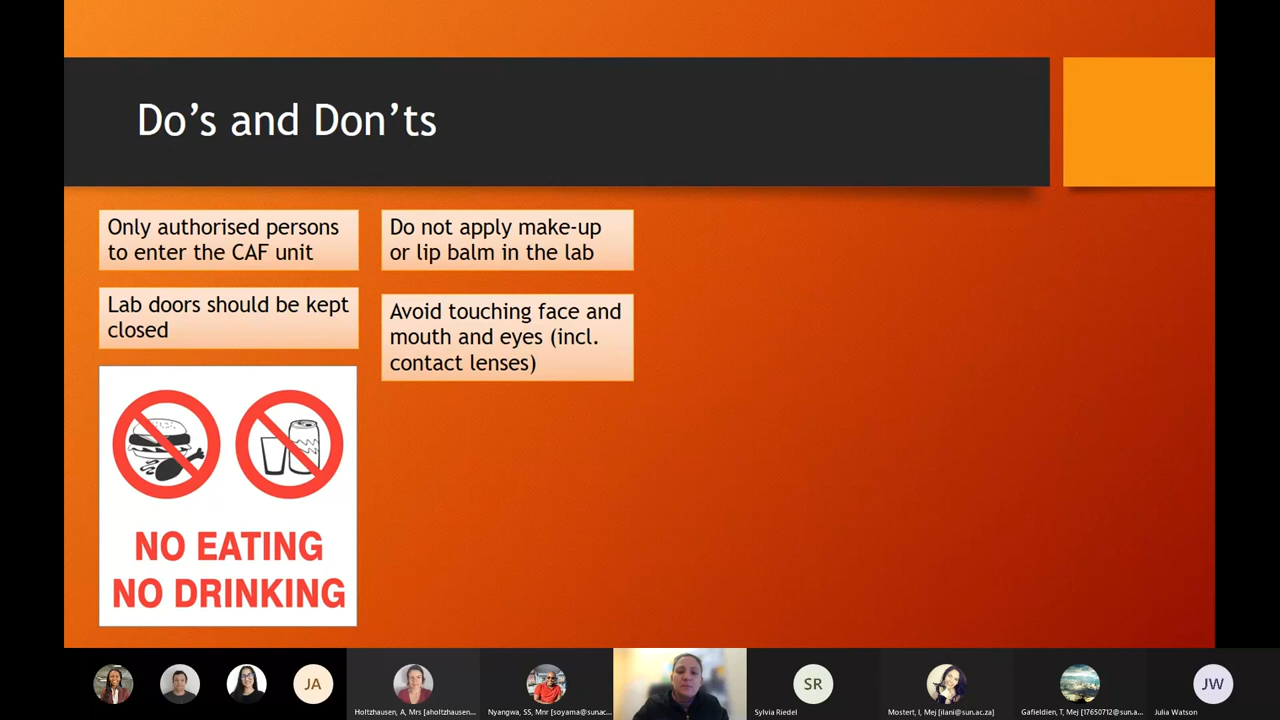 Do's and Don'ts
Only authorised persons
to enter the CAF unit
Lab doors should be kept
closed
NO EATING
NO DRINKING
Do not apply make-up
or lip balm in the lab
Avoid touching face and
mouth and eyes (incl.
contact lenses)
JA
Holtzhausen, A, Mrs [aholtzhausen...
Nyangwa, SS, Mnr [soyama@sunac...
SR
Sylvia Riedel
Mostert, I, Mej [ilani@sun.ac.za]
Gafieldien, T, Mej [17650712@sun.a...
JW
Julia Watson